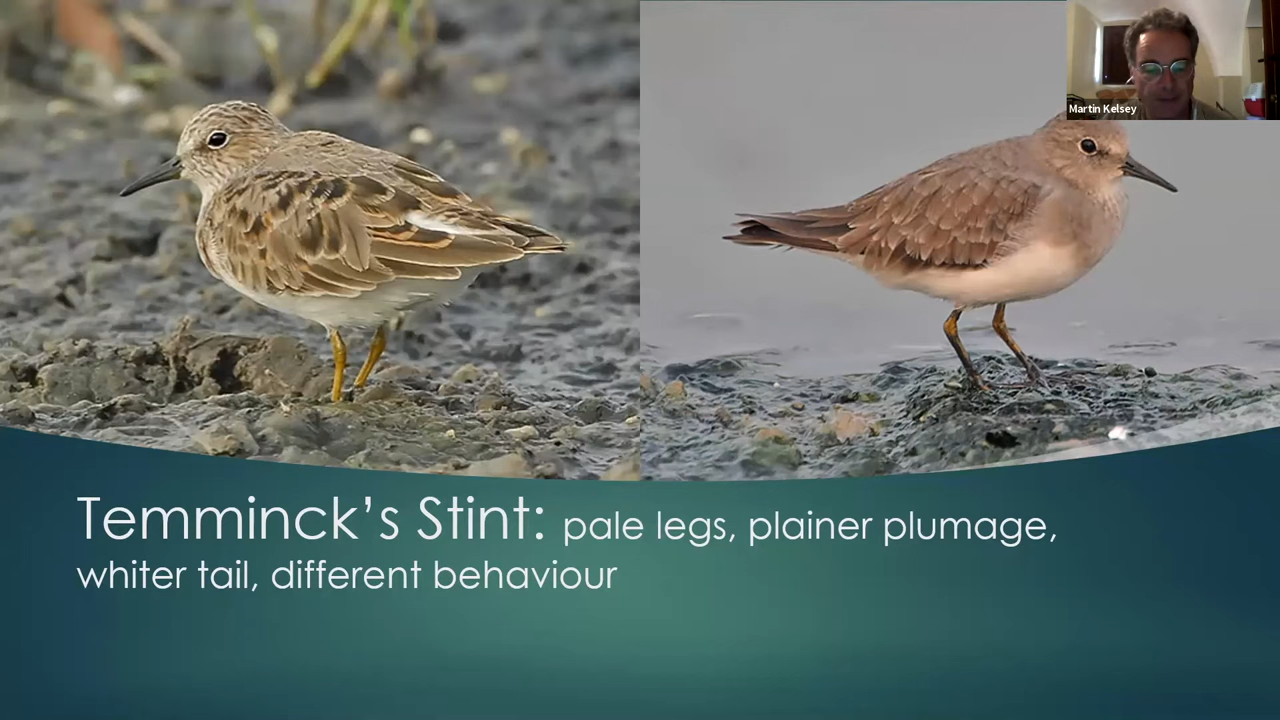 Martin Kelsey
Temminck’s Stint: pale legs, plainer plumage,
whiter tail, different behaviour